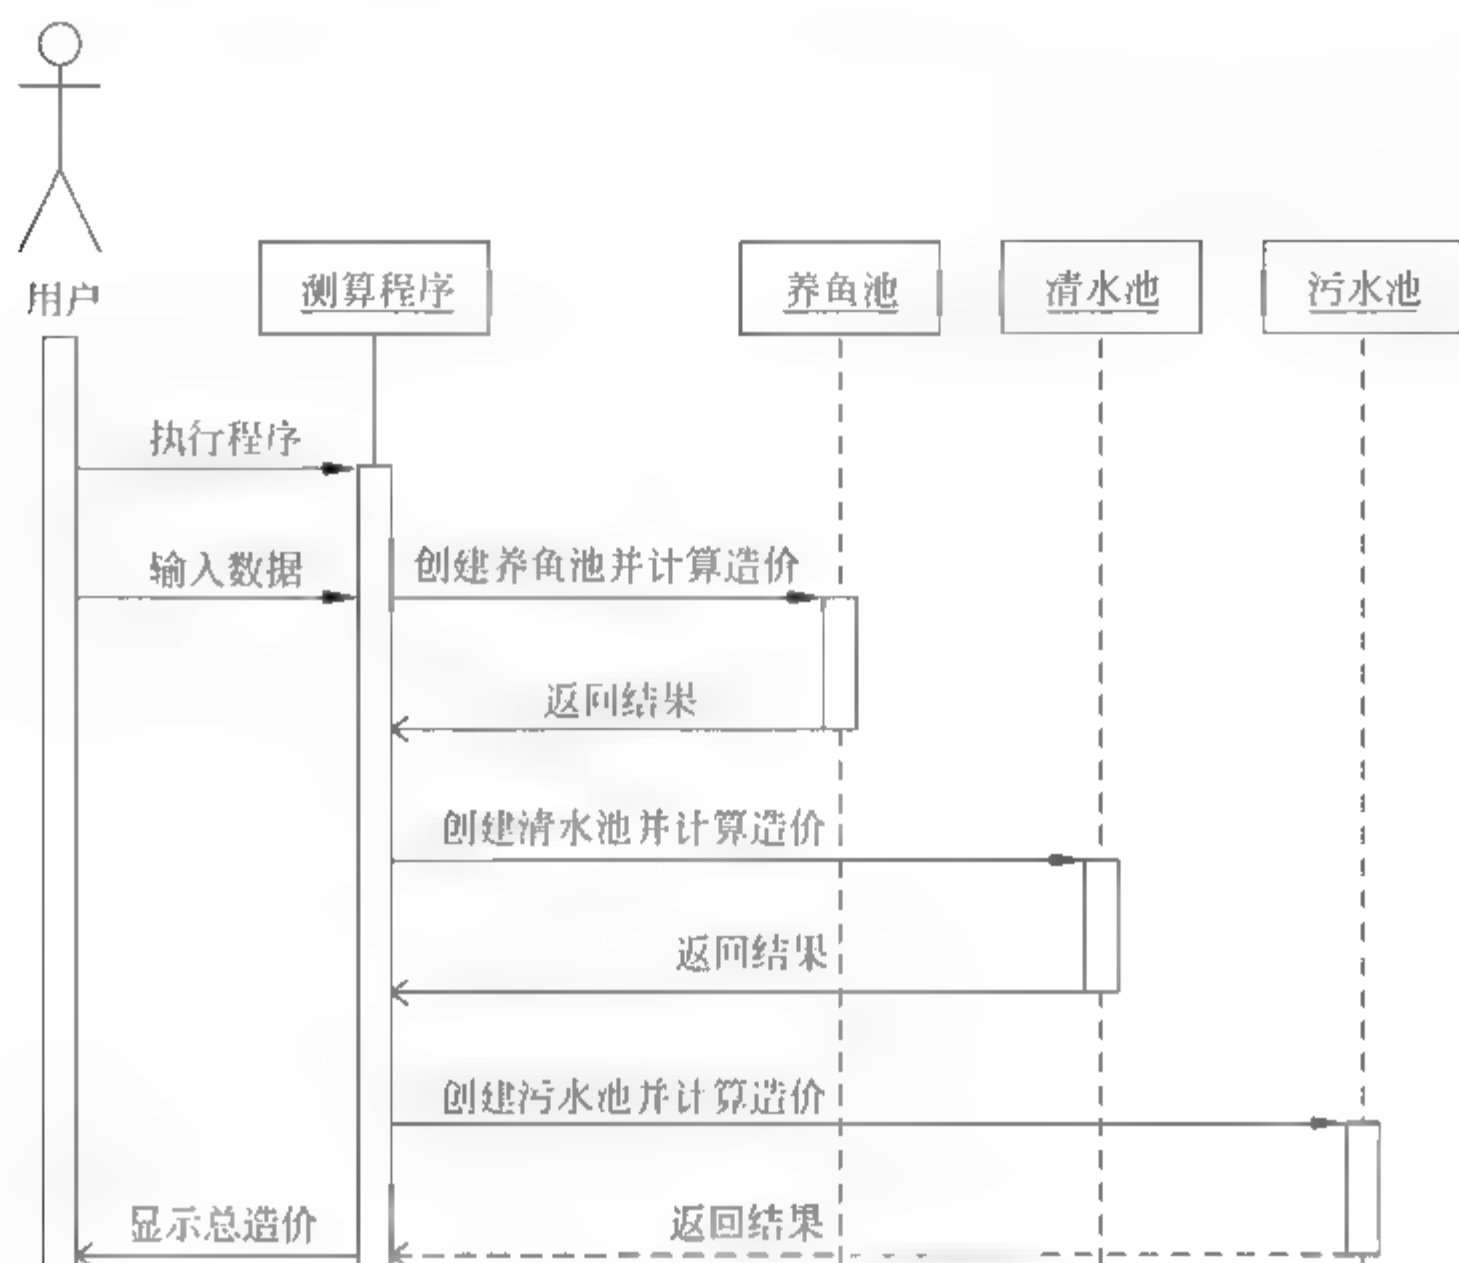 用户
测算程序
养鱼池
清水池
污水池
执行程序
输入数据
创建养鱼池并计算造价
返回结果
创建清水池并计算造价
返回结果
创建污水池并计算造价
显示总造价
返回结果